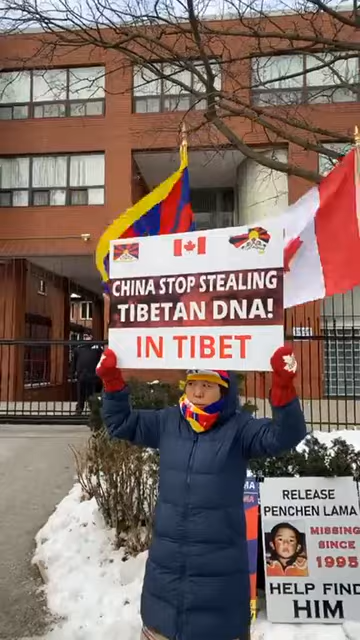 CHINA STOP STEALING
TIBETAN DNA!
IN TIBET
RELEASE
PENCHEN LAMA
MISSING
SINCE
1995
HELP FIND
HIM